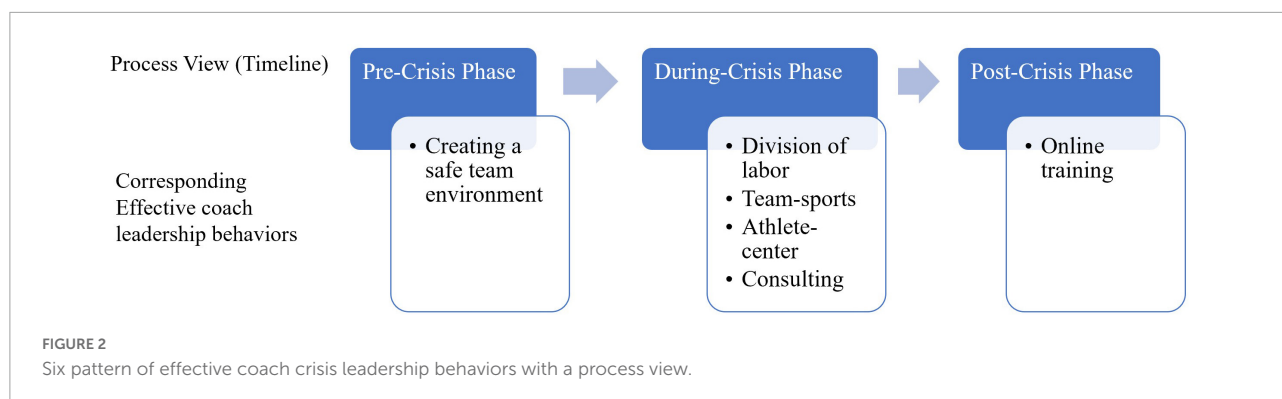 Process View (Timeline)
Pre-Crisis Phase
During-Crisis Phase
Post-Crisis Phase
Corresponding
Effective coach
leadership behaviors
• Creating a
safe team
environment
• Division of
labor
• Team-sports
• Athlete-
center
• Consulting
• Online
training
FIGURE 2
Six pattern of effective coach crisis leadership behaviors with a process view.